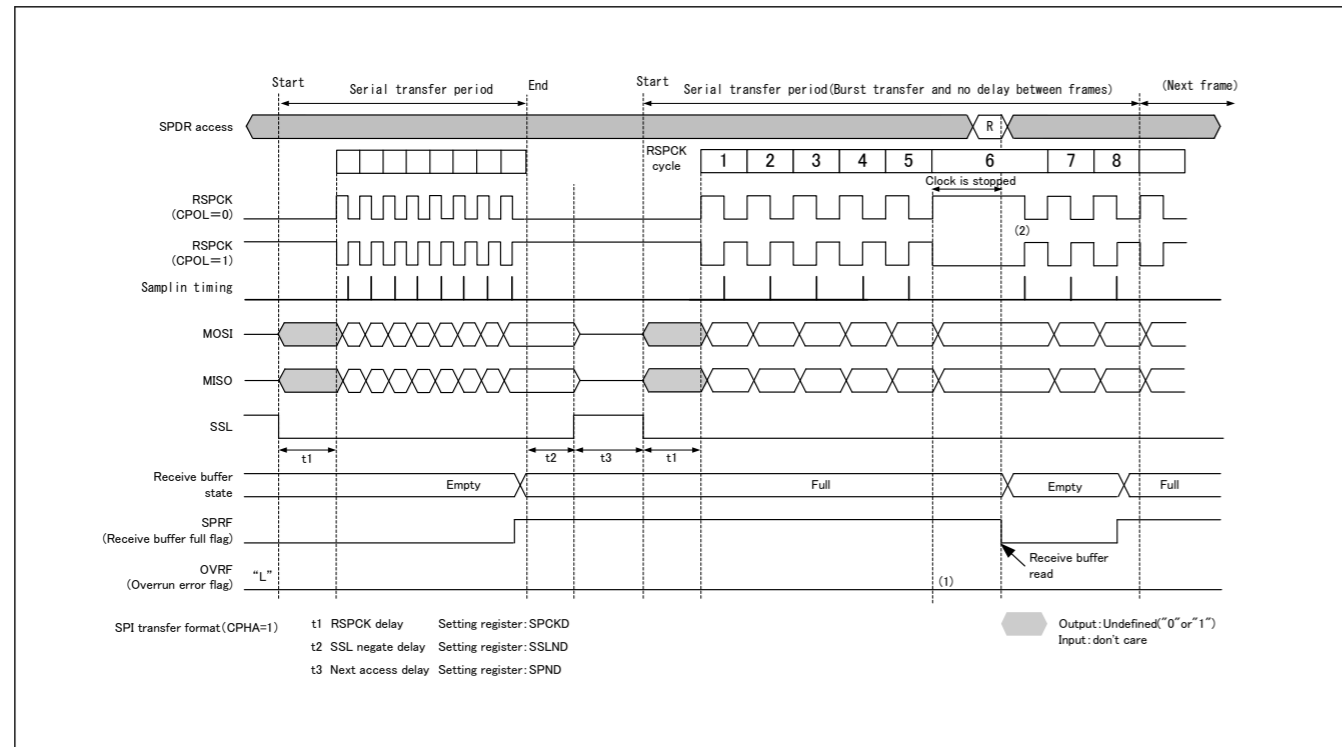 Start
Serial transfer period
End
Start
Serial transfer period(Burst transfer and no delay between frames)
(Next frame)
SPDR access
R
RSPCK
cycle
1 2 3 4 5 6 7 8
Clock is stopped
RSPCK
(CPOL=0)
(2)
RSPCK
(CPOL=1)
Samplin timing
MOSI
MISO
SSL
t1 t2 t3 t1
Receive buffer
state
Empty Full Empty Full
SPRF
(Receive buffer full flag)
Receive buffer
read
OVRF
(Overrun error flag)
"L"
(1)
SPI transfer format(CPHA=1)
t1 RSPCK delay Setting register:SPCKD
t2 SSL negate delay Setting register:SSLND
t3 Next access delay Setting register:SPND
Output:Undefined("0"or"1")
Input:don't care